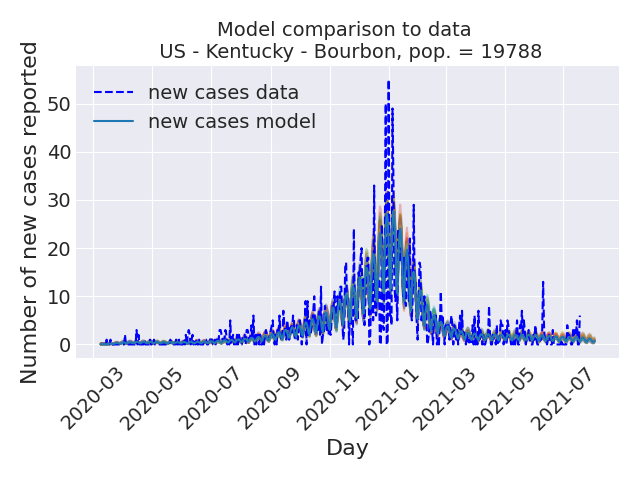 Model comparison to data
US - Kentucky - Bourbon, pop. = 19788
Number of new cases reported
50
40
30
20
10
0
new cases data
new cases model
2020-03
2020-05
2020-07
2020-09
2020-11
2021-01
2021-03
2021-05
2021-07
Day